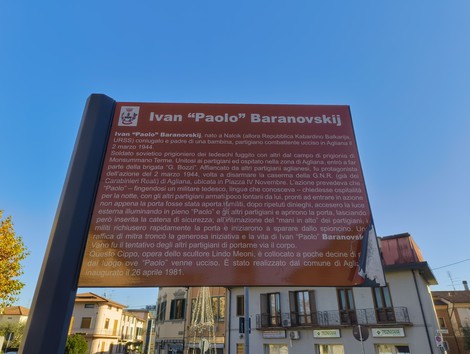 Ivan “Paolo” Baranovskij
Ivan “Paolo” Baranovskij, nato a Nalcik (allora Repubblica Kabardino Balkarija,
URSS) coniugato e padre di una bambina, partigiano combattente ucciso in Agliana il
2 marzo 1944.
Soldato sovietico prigioniero dei tedeschi fuggito con altri dal campo di prigionia di
Monsummano Terme. Unitosi ai partigiani ed ospitato nella zona di Agliana, entrò a far
parte della brigata “G. Bozzi”. Affiancato da altri partigiani aglianesi, fu protagonista
dell'azione del 2 marzo 1944, volta a disarmare la caserma della G.N.R. (già dei
Carabinieri Reali) di Agliana, ubicata in Piazza IV Novembre. L'azione prevedeva che
“Paolo” – fingendosi un militare tedesco, lingua che conosceva – chiedesse ospitalità
per la notte, con gli altri partigiani armati poco lontani da lui, pronti ad entrare in azione
non appena la porta fosse stata aperta. I militi, dopo ripetuti dinieghi, accesero la luce
esterna illuminando in pieno “Paolo” e gli altri partigiani e aprirono la porta, lasciando
però inserita la catena di sicurezza; all'intimazione del “mani in alto” dei partigiani, i
militi richiusero rapidamente la porta e iniziarono a sparare dallo spioncino. Un
raffica di mitra troncò la generosa iniziativa e la vita di Ivan “Paolo” Baranovsk
Vano fu il tentativo degli altri partigiani di portarne via il corpo.
Questo Cippo, opera dello scultore Lindo Meoni, è collocato a poche decine di
dal luogo ove “Paolo” venne ucciso. È stato realizzato dal comune di Agli
inaugurato il 26 aprile 1981.